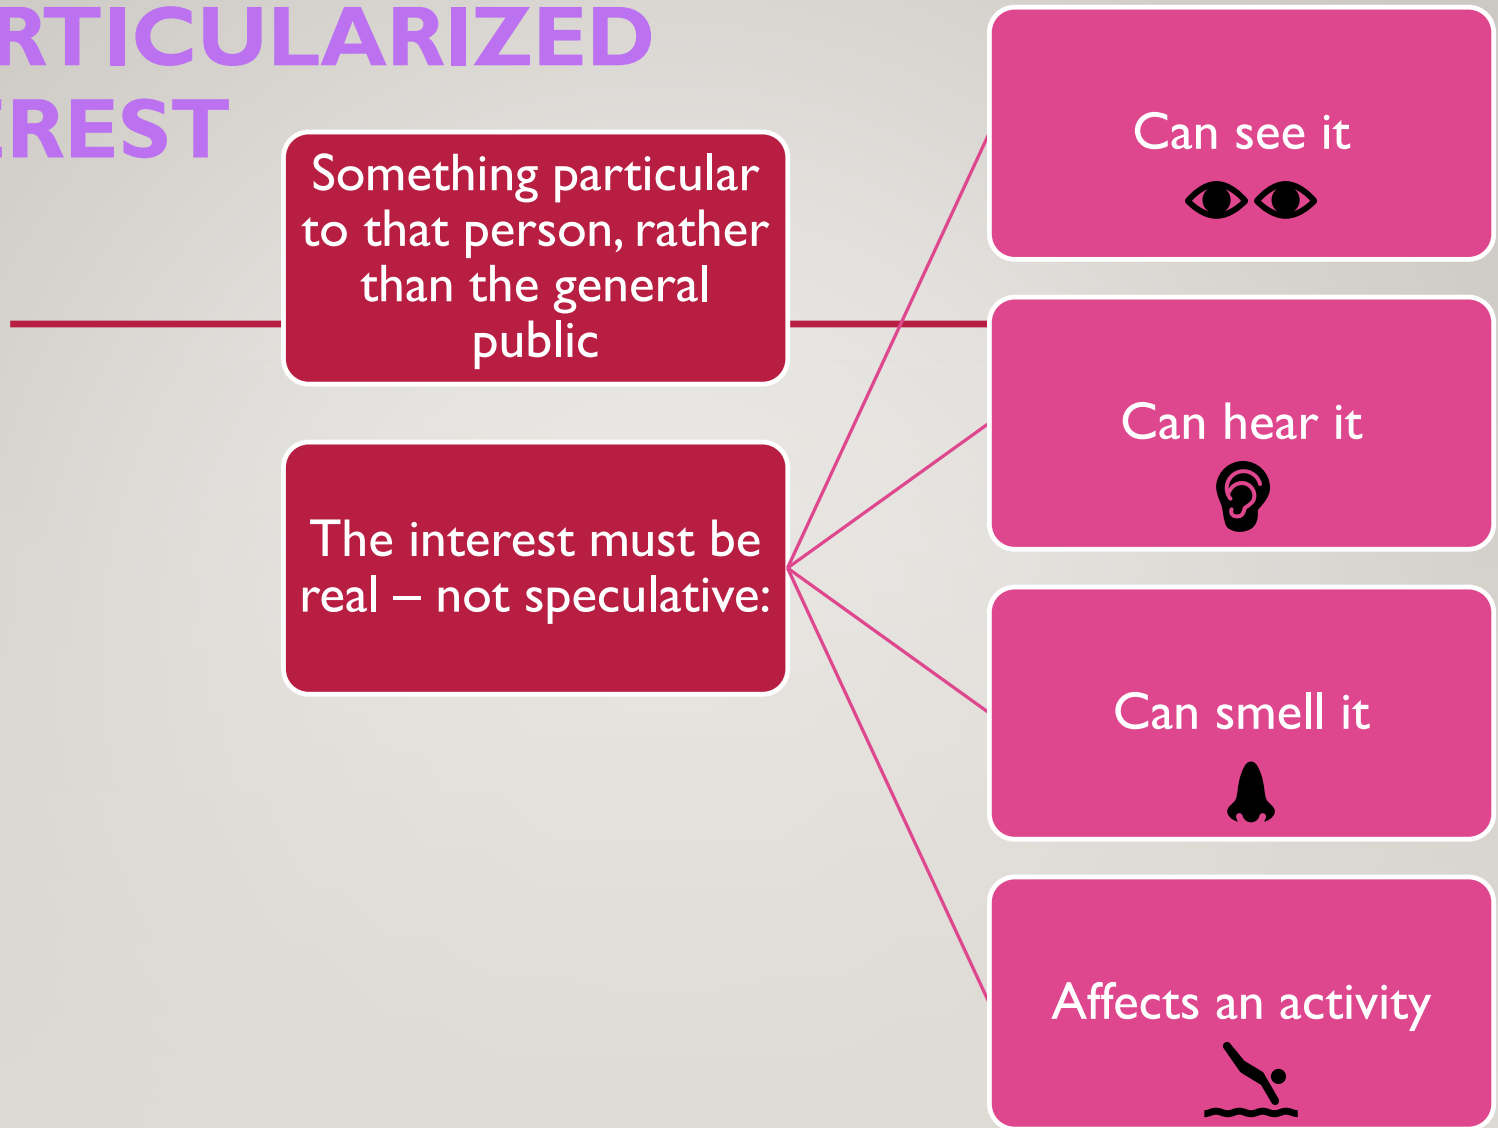 RTICULARIZED
EREST
Something particular
to that person, rather
than the general
public
The interest must be
real – not speculative:
Can see it
Can hear it
Can smell it
Affects an activity